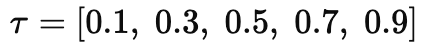 τ = [0.1, 0.3, 0.5, 0.7, 0.9]